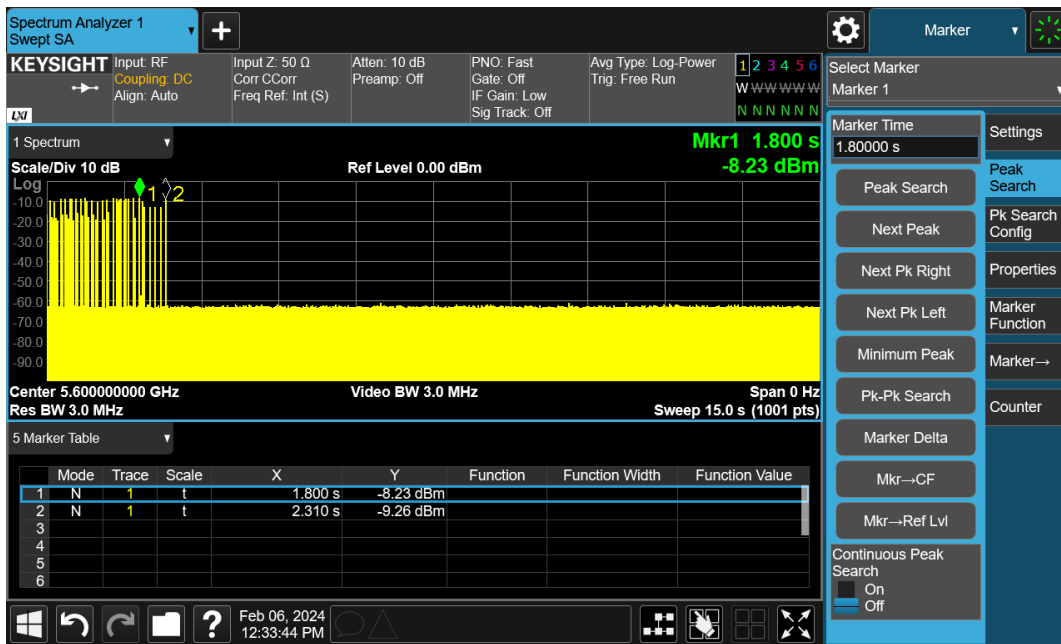 Spectrum Analyzer 1
Swept SA
Marker
KEYSIGHT
LXI
Input: RF
Coupling: DC
Align: Auto
Input Z: 50 Ω
Corr CCorr
Freq Ref: Int (S)
Atten: 10 dB
Preamp: Off
PNO: Fast
Gate: Off
IF Gain: Low
Sig Track: Off
Avg Type: Log-Power
Trig: Free Run
1 2 3 4 5 6
W W W W W W
N N N N N N
Select Marker
Marker 1
1 Spectrum
Mkr1 1.800 s
-8.23 dBm
Scale/Div 10 dB
Ref Level 0.00 dBm
Log
1
2
-10.0
-20.0
-30.0
-40.0
-50.0
-60.0
-70.0
-80.0
-90.0
Center 5.600000000 GHz
Video BW 3.0 MHz
Span 0 Hz
Res BW 3.0 MHz
Sweep 15.0 s (1001 pts)
5 Marker Table
Mode Trace Scale X Y Function Function Width Function Value
1 N 1 t 1.800 s -8.23 dBm
2 N 1 t 2.310 s -9.26 dBm
3
4
5
6
Marker Time
1.80000 s
Peak Search
Next Peak
Next Pk Right
Next Pk Left
Minimum Peak
Pk-Pk Search
Marker Delta
Mkr→CF
Mkr→Ref Lvl
Continuous Peak
Search
On
Off
Settings
Peak
Search
Pk Search
Config
Properties
Marker
Function
Marker→
Counter
?
Feb 06, 2024
12:33:44 PM